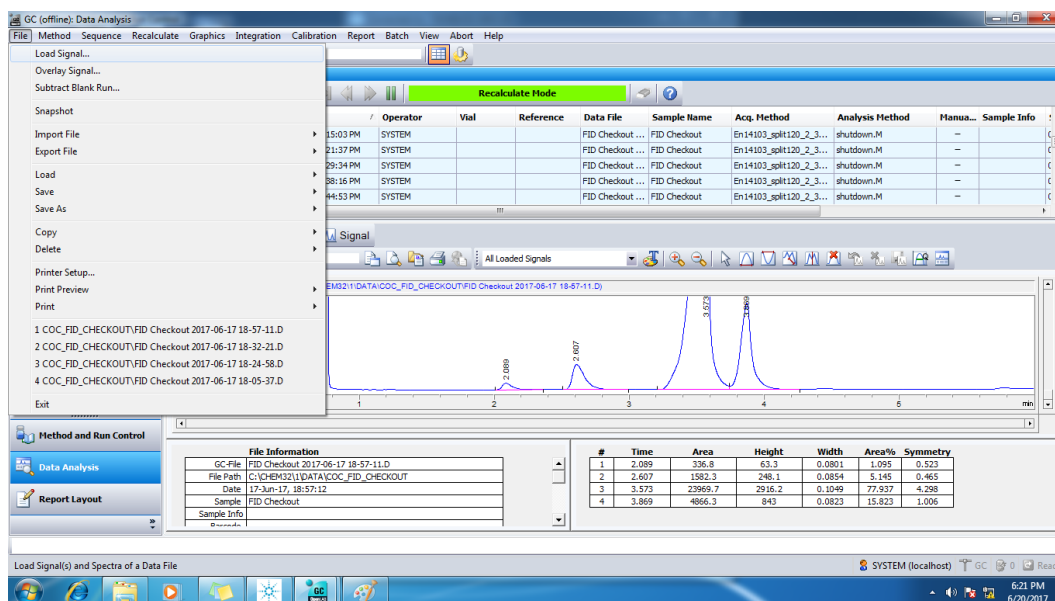 GC (offline): Data Analysis
File Method Sequence Recalculate Graphics Integration Calibration Report Batch View Abort Help
Load Signal...
Overlay Signal...
Subtract Blank Run...
Snapshot
Import File
Export File
Load
Save
Save As
Copy
Delete
Printer Setup...
Print Preview
Print
1 COC_FID_CHECKOUT\FID Checkout 2017-06-17 18-57-11.D
2 COC_FID_CHECKOUT\FID Checkout 2017-06-17 18-32-21.D
3 COC_FID_CHECKOUT\FID Checkout 2017-06-17 18-24-58.D
4 COC_FID_CHECKOUT\FID Checkout 2017-06-17 18-05-37.D
Exit
Recalculate Mode
/ Operator Vial Reference Data File Sample Name Acq. Method Analysis Method Manua... Sample Info
15:03 PM SYSTEM FID Checkout ... FID Checkout En14103_split120_2_3... shutdown.M –
21:37 PM SYSTEM FID Checkout ... FID Checkout En14103_split120_2_3... shutdown.M –
29:34 PM SYSTEM FID Checkout ... FID Checkout En14103_split120_2_3... shutdown.M –
38:16 PM SYSTEM FID Checkout ... FID Checkout En14103_split120_2_3... shutdown.M –
44:53 PM SYSTEM FID Checkout ... FID Checkout En14103_split120_2_3... shutdown.M –
Signal
All Loaded Signals
EM32\1\DATA\COC_FID_CHECKOUT\FID Checkout 2017-06-17 18-57-11.D)
2.089
2.607
3.573
3.869
1 2 3 4 5 min
Method and Run Control
Data Analysis
Report Layout
File Information
GC-File FID Checkout 2017-06-17 18-57-11.D
File Path C:\CHEM32\1\DATA\COC_FID_CHECKOUT
Date 17-Jun-17, 18:57:12
Sample FID Checkout
Sample Info
Barcode
# Time Area Height Width Area% Symmetry
1 2.089 336.8 63.3 0.0801 1.095 0.523
2 2.607 1582.3 248.1 0.0854 5.145 0.465
3 3.573 23969.7 2916.2 0.1049 77.937 4.298
4 3.869 4866.3 843 0.0823 15.823 1.006
Load Signal(s) and Spectra of a Data File
SYSTEM (localhost) GC 0 Read
GC
6:21 PM
6/20/2017